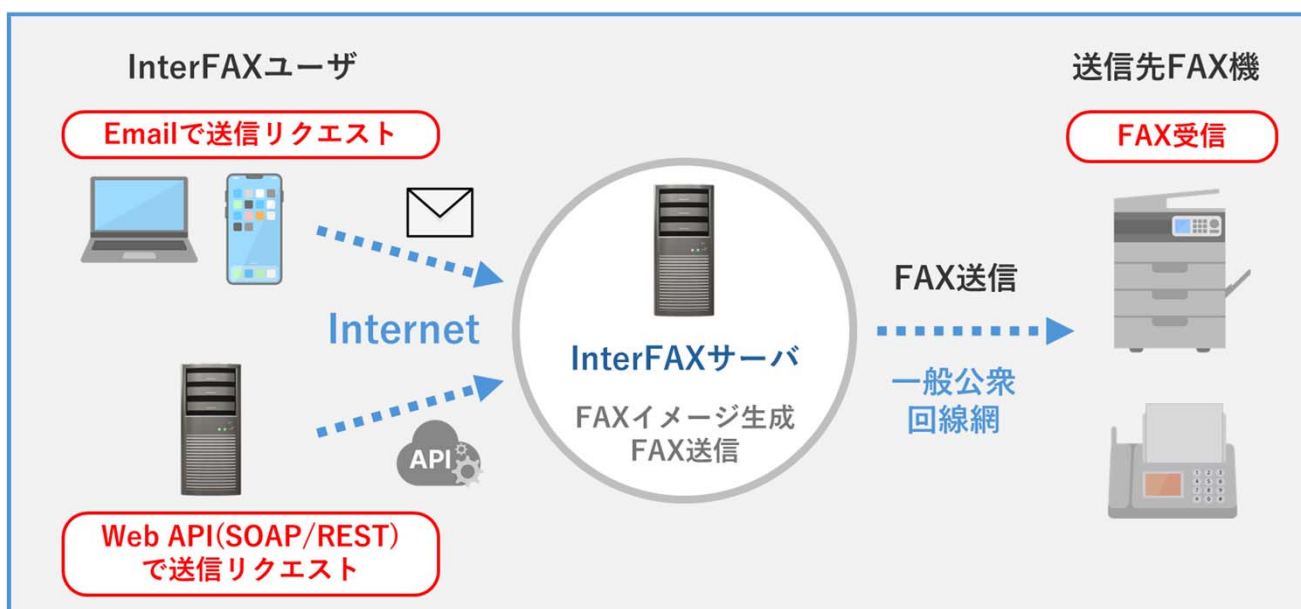 InterFAXユーザ
Emailで送信リクエスト
Internet
API
Web API(SOAP/REST)
で送信リクエスト
InterFAXサーバ
FAXイメージ生成
FAX送信
FAX送信
一般公衆
回線網
送信先FAX機
FAX受信